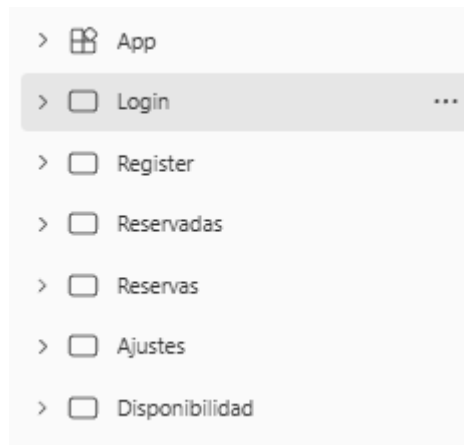 App
Login
Register
Reservadas
Reservas
Ajustes
Disponibilidad